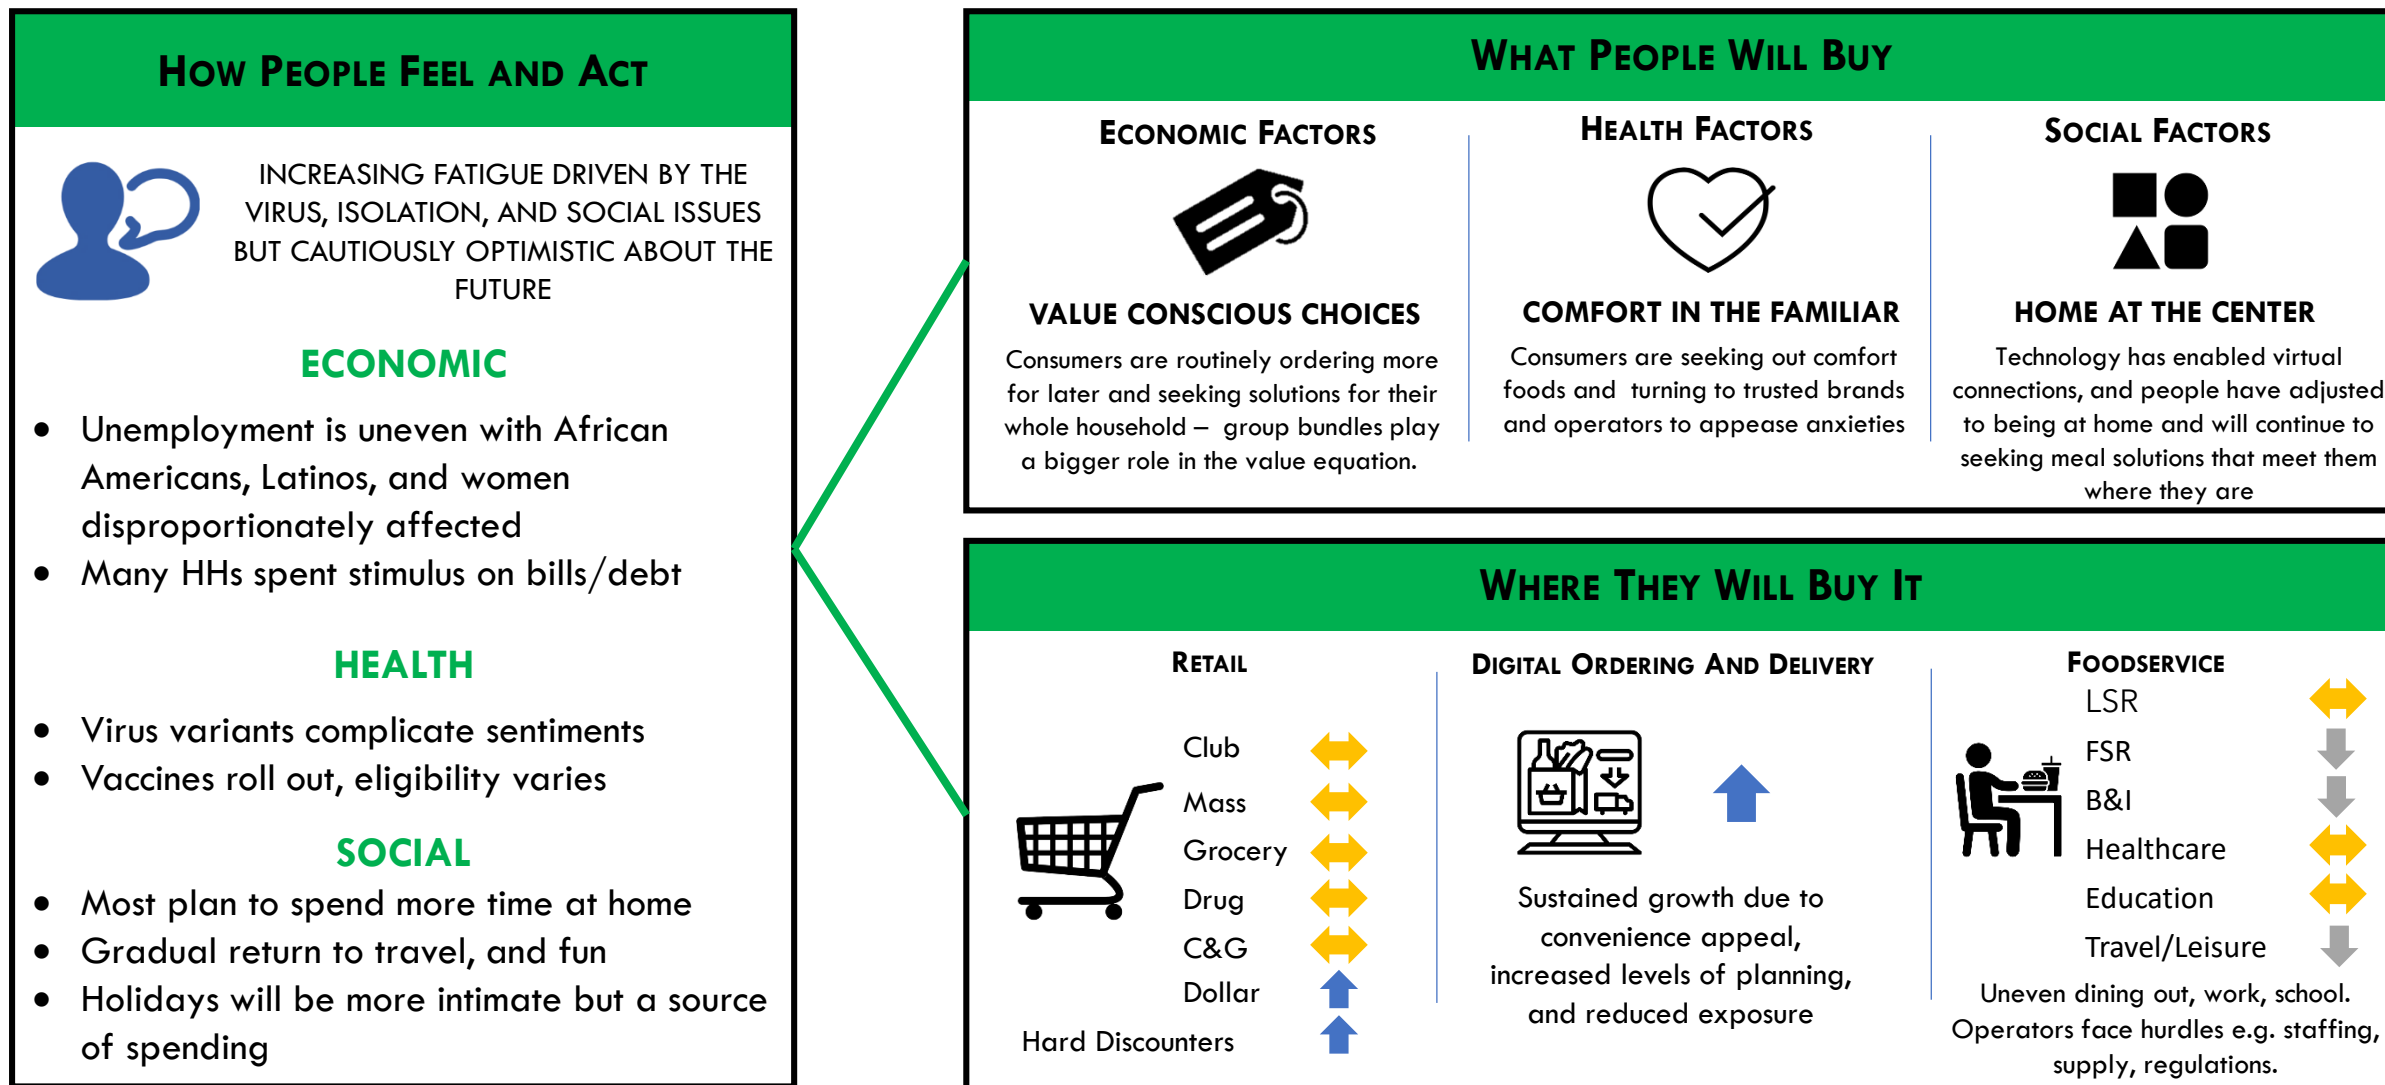 HOW PEOPLE FEEL AND ACT
INCREASING FATIGUE DRIVEN BY THE
VIRUS, ISOLATION, AND SOCIAL ISSUES
BUT CAUTIOUSLY OPTIMISTIC ABOUT THE
FUTURE
ECONOMIC
• Unemployment is uneven with African
Americans, Latinos, and women
disproportionately affected
• Many HHs spent stimulus on bills/debt
HEALTH
• Virus variants complicate sentiments
• Vaccines roll out, eligibility varies
SOCIAL
• Most plan to spend more time at home
• Gradual return to travel, and fun
• Holidays will be more intimate but a source
of spending
WHAT PEOPLE WILL BUY
ECONOMIC FACTORS
VALUE CONSCIOUS CHOICES
Consumers are routinely ordering more
for later and seeking solutions for their
whole household – group bundles play
a bigger role in the value equation.
HEALTH FACTORS
COMFORT IN THE FAMILIAR
Consumers are seeking out comfort
foods and turning to trusted brands
and operators to appease anxieties
SOCIAL FACTORS
HOME AT THE CENTER
Technology has enabled virtual
connections, and people have adjusted
to being at home and will continue to
seeking meal solutions that meet them
where they are
WHERE THEY WILL BUY IT
RETAIL
Club
Mass
Grocery
Drug
C&G
Dollar
Hard Discounters
DIGITAL ORDERING AND DELIVERY
Sustained growth due to
convenience appeal,
increased levels of planning,
and reduced exposure
FOODSERVICE
LSR
FSR
B&I
Healthcare
Education
Travel/Leisure
Uneven dining out, work, school.
Operators face hurdles e.g. staffing,
supply, regulations.